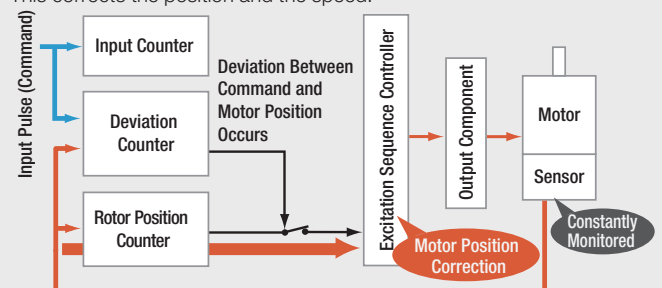 This corrects the position and the speed.
Input Pulse (Command)
Input Counter
Deviation
Counter
Rotor Position
Counter
Deviation Between
Command and
Motor Position
Occurs
Excitation Sequence Controller
Output Component
Motor
Sensor
Constantly
Monitored
Motor Position
Correction